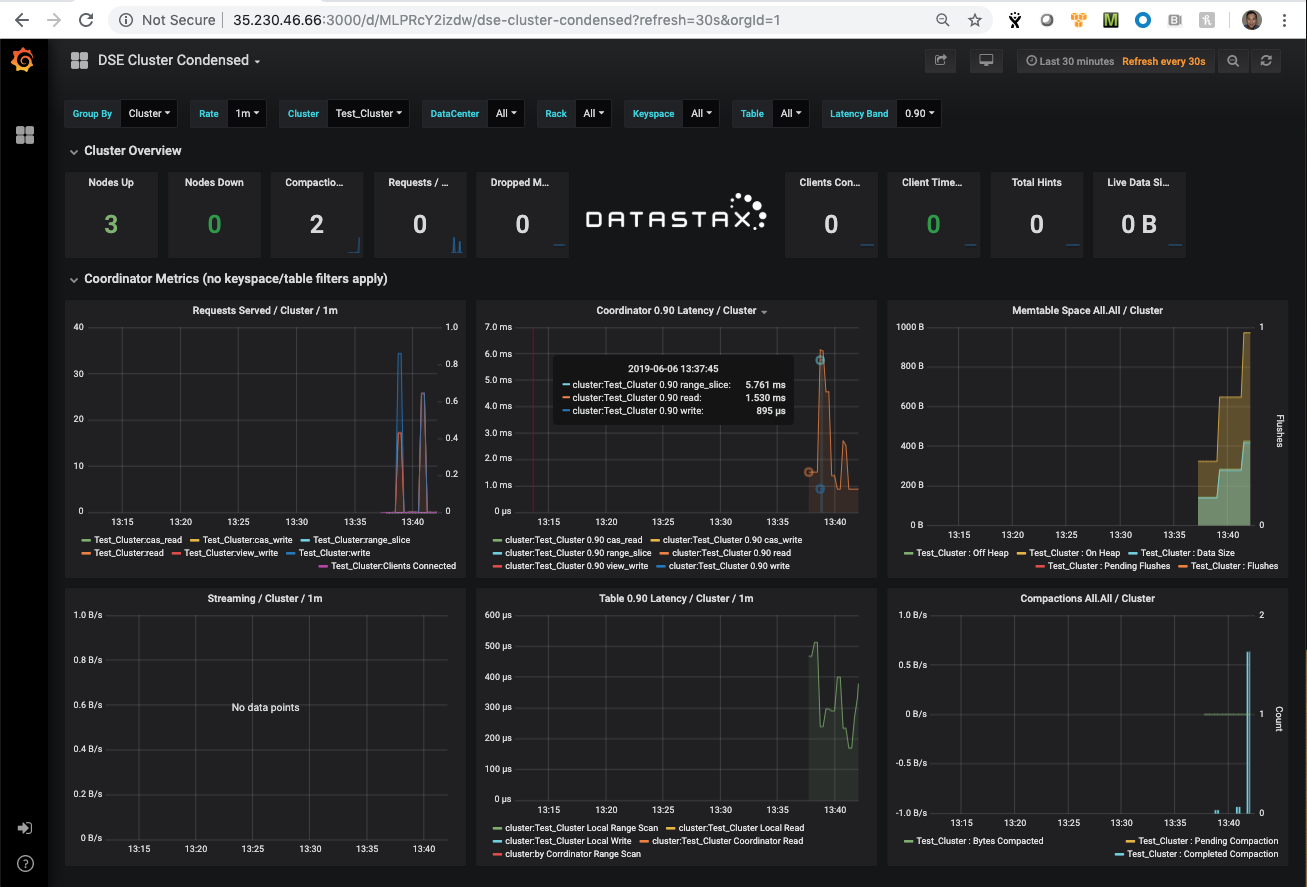 Not Secure 35.230.46.66:3000/d/MLPRcY2izdw/dse-cluster-condensed?refresh=30s&orgId=1
DSE Cluster Condensed
Last 30 minutes Refresh every 30s
Group By Cluster Rate 1m Cluster Test_Cluster DataCenter All Rack All Keyspace All Table All Latency Band 0.90
Cluster Overview
Nodes Up Nodes Down Compactio... Requests / ... Dropped M... Clients Con... Client Time... Total Hints Live Data Si...
3 0 2 0 0 DATASTAX 0 0 0 0 B
Coordinator Metrics (no keyspace/table filters apply)
Requests Served / Cluster / 1m
40
30
20
10
0
1.0
0.8
0.6
0.4
0.2
0
13:15 13:20 13:25 13:30 13:35 13:40
Test_Cluster:cas_read Test_Cluster:cas_write Test_Cluster:range_slice
Test_Cluster:read Test_Cluster:view_write Test_Cluster:write
Test_Cluster:Clients Connected
Coordinator 0.90 Latency / Cluster
7.0 ms
6.0 ms
5.0 ms
4.0 ms
3.0 ms
2.0 ms
1.0 ms
0 µs
2019-06-06 13:37:45
cluster:Test_Cluster 0.90 range_slice: 5.761 ms
cluster:Test_Cluster 0.90 read: 1.530 ms
cluster:Test_Cluster 0.90 write: 895 µs
13:15 13:20 13:25 13:30 13:35 13:40
cluster:Test_Cluster 0.90 cas_read cluster:Test_Cluster 0.90 cas_write
cluster:Test_Cluster 0.90 range_slice cluster:Test_Cluster 0.90 read
cluster:Test_Cluster 0.90 view_write cluster:Test_Cluster 0.90 write
Memtable Space All.All / Cluster
1000 B
800 B
600 B
400 B
200 B
0 B
1
0
Flushes
13:15 13:20 13:25 13:30 13:35 13:40
Test_Cluster : Off Heap Test_Cluster : On Heap Test_Cluster : Data Size
Test_Cluster : Pending Flushes Test_Cluster : Flushes
Streaming / Cluster / 1m
1.0 B/s
0.8 B/s
0.6 B/s
0.4 B/s
0.2 B/s
0 B/s
No data points
13:15 13:20 13:25 13:30 13:35 13:40
Table 0.90 Latency / Cluster / 1m
600 µs
500 µs
400 µs
300 µs
200 µs
100 µs
0 µs
13:15 13:20 13:25 13:30 13:35 13:40
cluster:Test_Cluster Local Range Scan cluster:Test_Cluster Local Read
cluster:Test_Cluster Local Write cluster:Test_Cluster Coordinator Read
cluster:by Corrdinator Range Scan
Compactions All.All / Cluster
1.0 B/s
0.5 B/s
0 B/s
-0.5 B/s
-1.0 B/s
2
1
0
Count
13:15 13:20 13:25 13:30 13:35 13:40
Test_Cluster : Bytes Compacted Test_Cluster : Pending Compaction
Test_Cluster : Completed Compaction